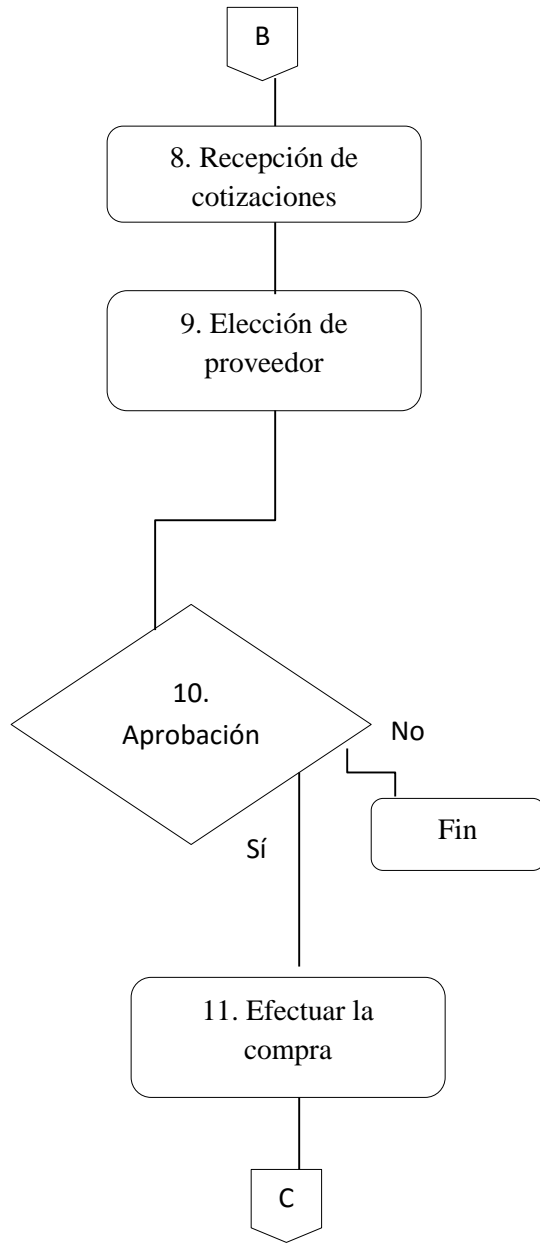 B
8. Recepción de
cotizaciones
9. Elección de
proveedor
10.
Aprobación
No
Fin
Sí
11. Efectuar la
compra
C